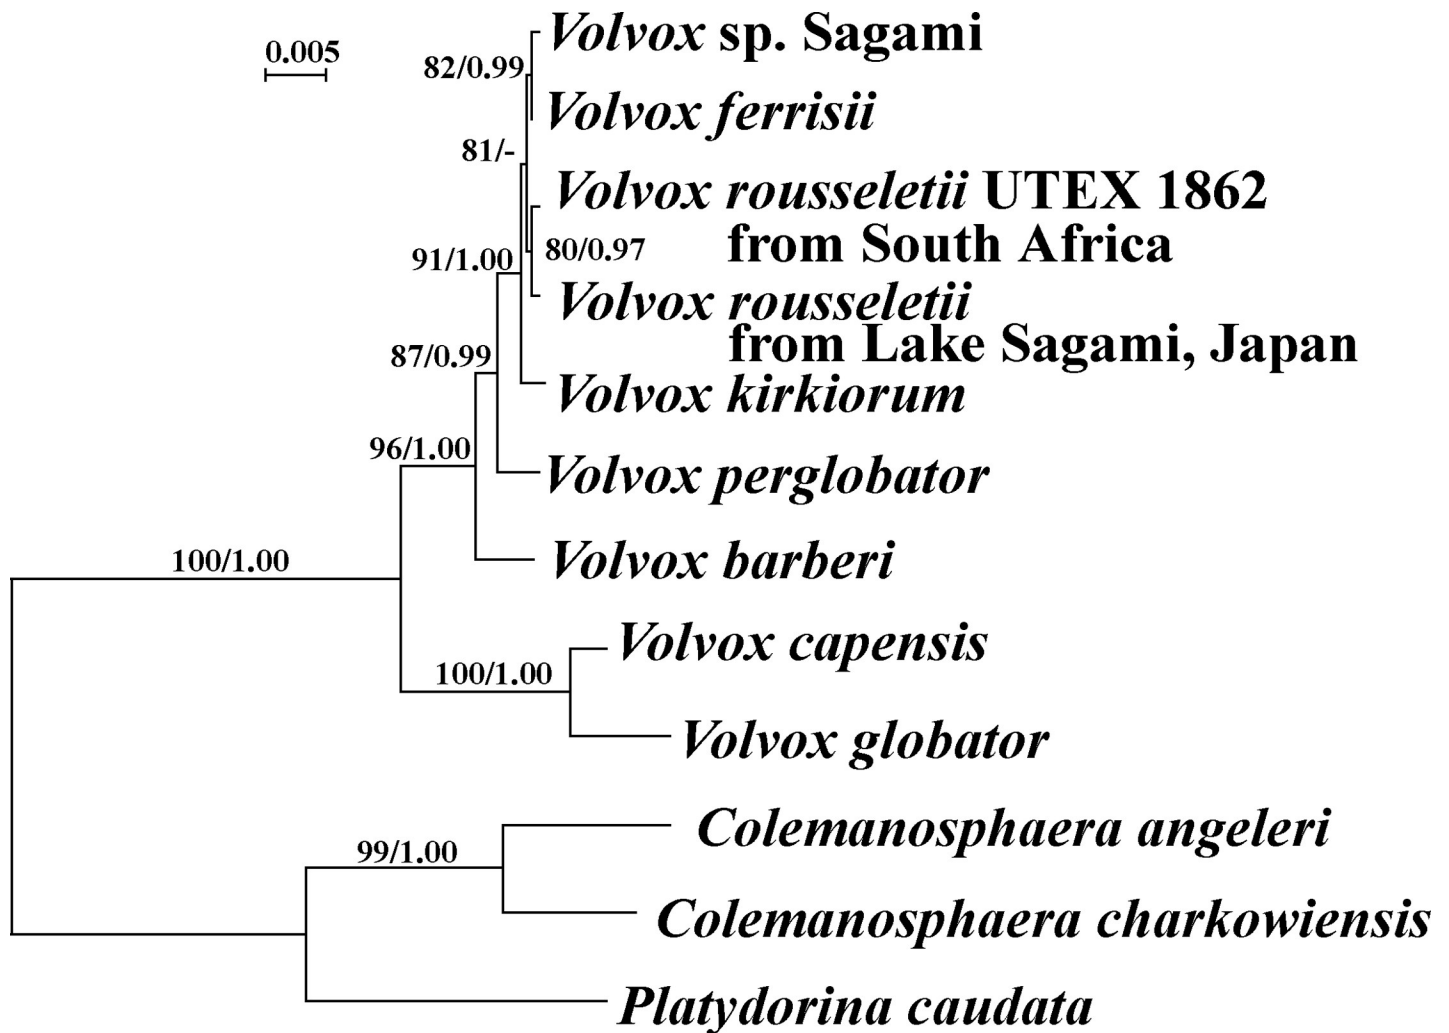 Volvox sp. Sagami
0.005
82/0.99
Volvox ferrisii
81/-
Volvox rousseletii UTEX 1862
from South Africa
80/0.97
91/1.00
Volvox rousseletii
from Lake Sagami, Japan
87/0.99
Volvox kirkiorum
96/1.00
Volvox perglobator
100/1.00
Volvox barberi
Volvox capensis
100/1.00
Volvox globator
Colemanosphaera angeleri
99/1.00
Colemanosphaera charkowiensis
Platydorina caudata